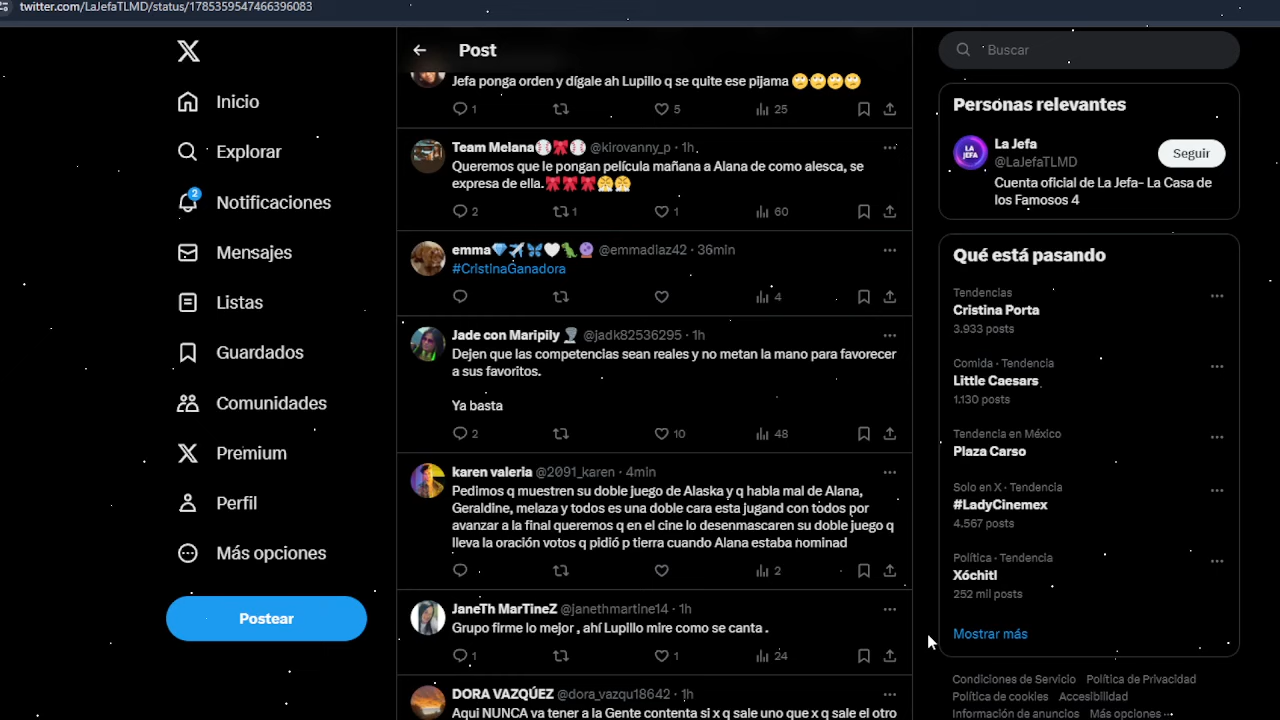 twitter.com/LaJefaTLMD/status/1785359547466396083
Inicio
Explorar
2
Notificaciones
Mensajes
Listas
Guardados
Comunidades
Premium
Perfil
Más opciones
Postear
Post
Jefa ponga orden y dígale ah Lupillo q se quite ese pijama 🙄🙄🙄🙄
1 5 25
Team Melana⚾🎀⚾ @kirovanny_p · 1h
Queremos que le pongan película mañana a Alana de como alesca, se
expresa de ella.🎀🎀🎀😤😤
2 1 1 60
emma💎✈️🦋🤍🦖🔮 @emmadiaz42 · 36min
#CristinaGanadora
4
Jade con Maripily @jadk82536295 · 1h
Dejen que las competencias sean reales y no metan la mano para favorecer
a sus favoritos.
Ya basta
2 10 48
karen valeria @2091_karen · 4min
Pedimos q muestren su doble juego de Alaska y q habla mal de Alana,
Geraldine, melaza y todos es una doble cara esta jugand con todos por
avanzar a la final queremos q en el cine lo desenmascaren su doble juego q
lleva la oración votos q pidió p tierra cuando Alana estaba nominad
2
JaneTh MarTineZ @janethmartine14 · 1h
Grupo firme lo mejor , ahí Lupillo mire como se canta .
1 1 24
DORA VAZQÚEZ @dora_vazqu18642 · 1h
Aqui NUNCA va tener a la Gente contenta si x q sale uno que x q sale el otro
Buscar
Personas relevantes
LA JEFA
La Jefa
@LaJefaTLMD
Seguir
Cuenta oficial de La Jefa- La Casa de
los Famosos 4
Qué está pasando
Tendencias
Cristina Porta
3.933 posts
Comida · Tendencia
Little Caesars
1.130 posts
Tendencia en México
Plaza Carso
Solo en X · Tendencia
#LadyCinemex
4.567 posts
Política · Tendencia
Xóchitl
252 mil posts
Mostrar más
Condiciones de Servicio Política de Privacidad
Política de cookies Accesibilidad
Información de anuncios Más opciones ···